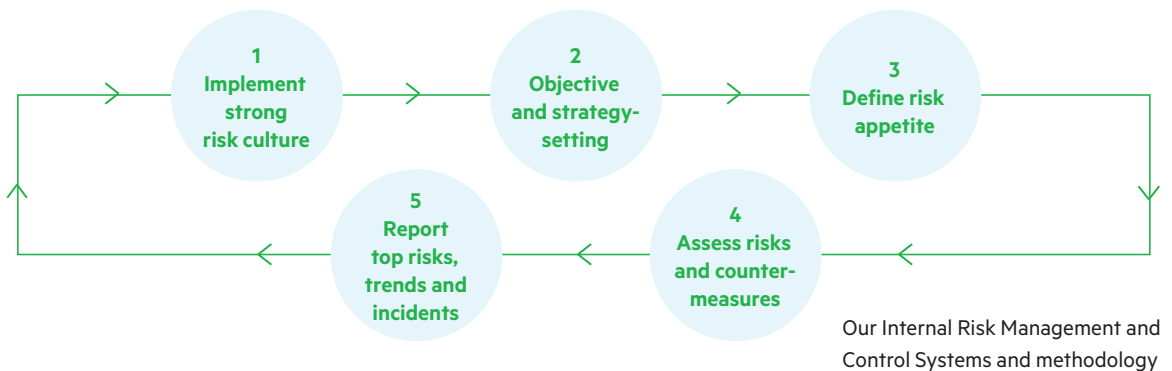 1
Implement
strong
risk culture
2
Objective
and strategy-
setting
3
Define risk
appetite
4
Assess risks
and counter-
measures
5
Report
top risks,
trends and
incidents
Our Internal Risk Management and
Control Systems and methodology